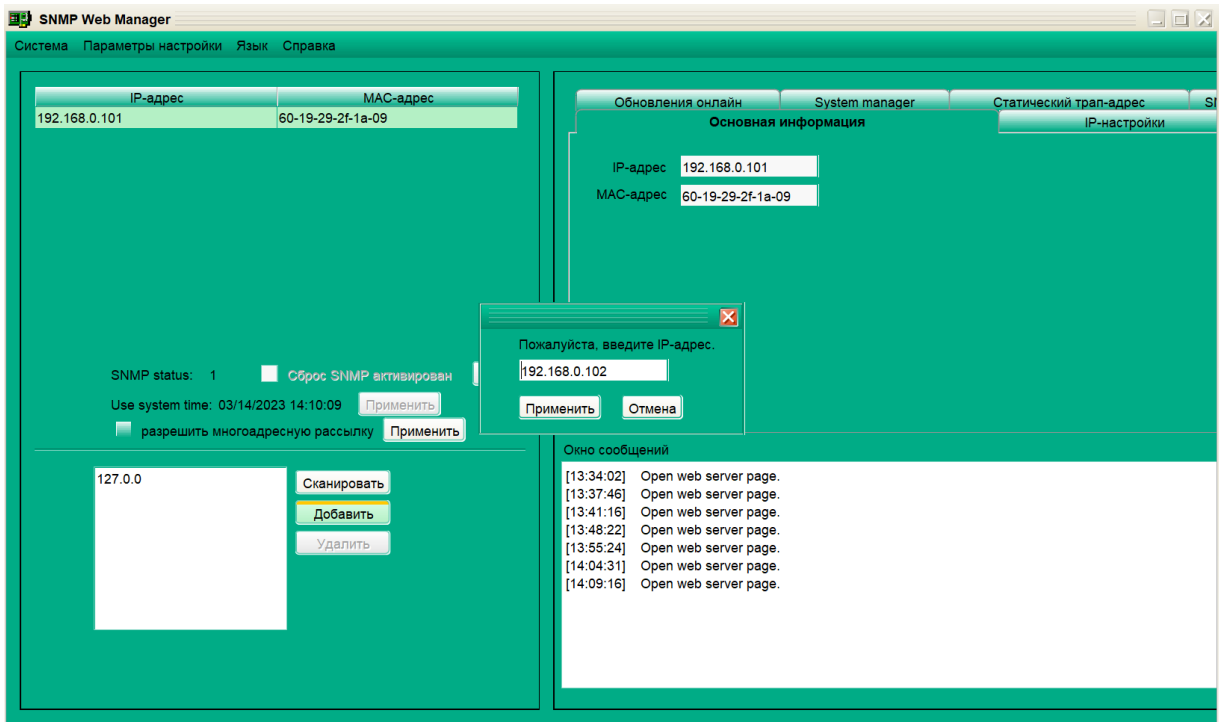 SNMP Web Manager
Система Параметры настройки Язык Справка
IP-адрес MAC-адрес
192.168.0.101 60-19-29-2f-1a-09
SNMP status: 1 Сброс SNMP активирован
Use system time: 03/14/2023 14:10:09 Применить
разрешить многоадресную рассылку Применить
127.0.0
Сканировать
Добавить
Удалить
Обновления онлайн System manager Статический трап-адрес
Основная информация IP-настройки
IP-адрес 192.168.0.101
MAC-адрес 60-19-29-2f-1a-09
Пожалуйста, введите IP-адрес.
192.168.0.102
Применить Отмена
Окно сообщений
[13:34:02] Open web server page.
[13:37:46] Open web server page.
[13:41:16] Open web server page.
[13:48:22] Open web server page.
[13:55:24] Open web server page.
[14:04:31] Open web server page.
[14:09:16] Open web server page.